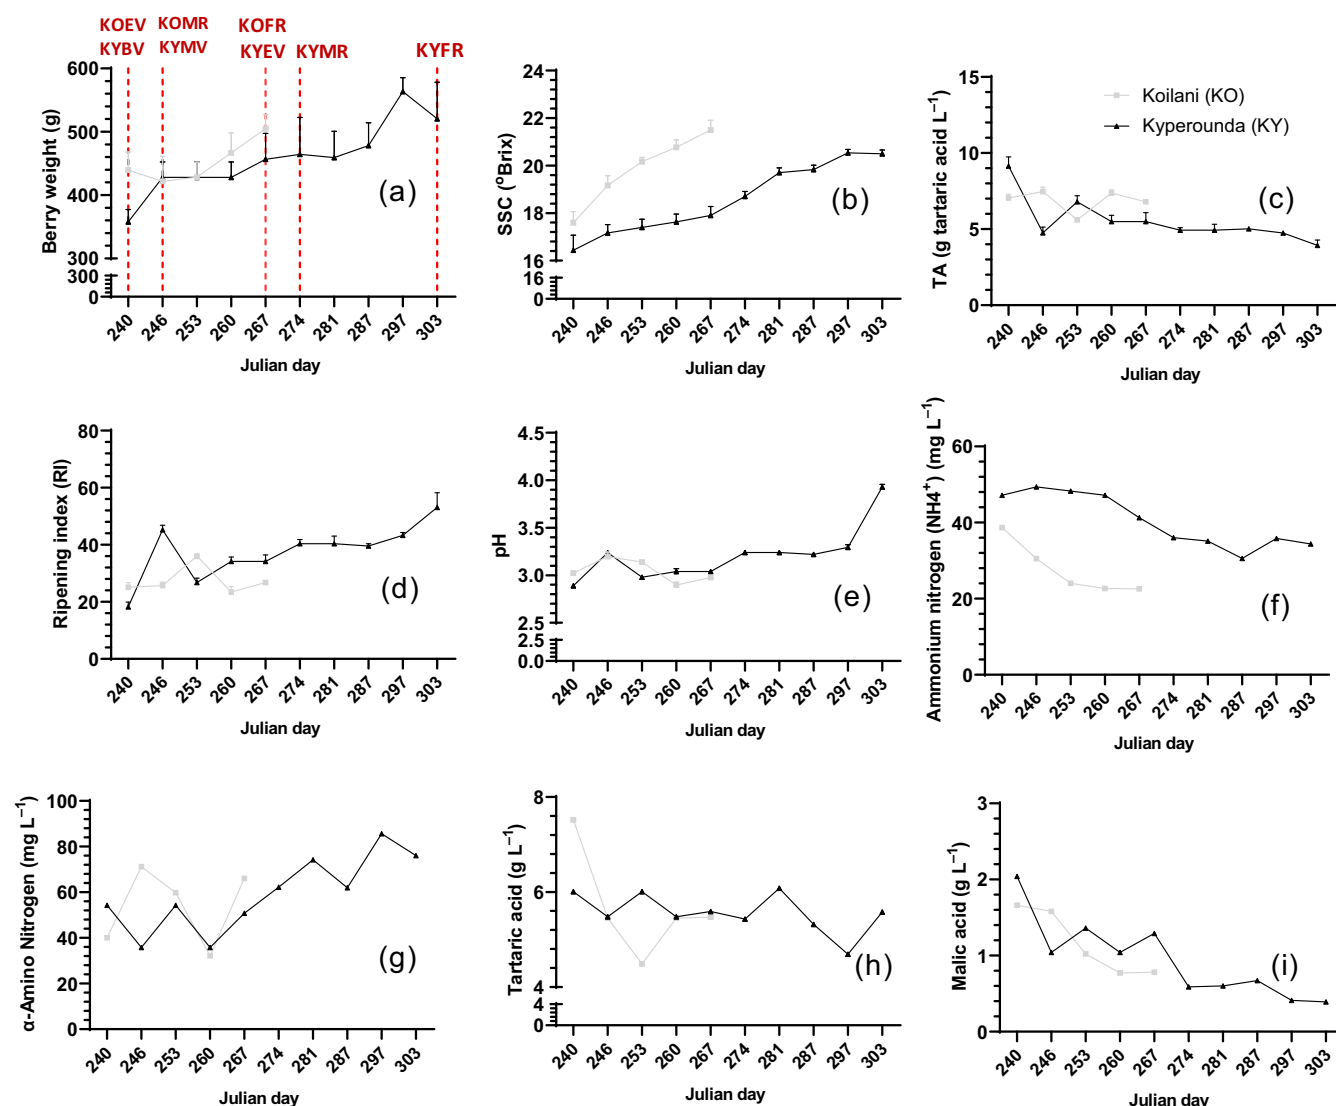 KOEV
KYBV
KOMR
KYMV
KOFR
KYEV
KYMR
KYFR
Berry weight (g)
600
500
400
300
300
0
(a)
240 246 253 260 267 274 281 287 297 303
Julian day
SSC (⁰Brix)
24
22
20
18
16
16
0
(b)
240 246 253 260 267 274 281 287 297 303
Julian day
TA (g tartaric acid L⁻¹)
15
10
5
0
Koilani (KO)
Kyperounda (KY)
(c)
240 246 253 260 267 274 281 287 297 303
Julian day
Ripening index (RI)
80
60
40
20
0
(d)
240 246 253 260 267 274 281 287 297 303
Julian day
pH
4.5
4.0
3.5
3.0
2.5
2.5
0.0
(e)
240 246 253 260 267 274 281 287 297 303
Julian day
Ammonium nitrogen (NH4⁺) (mg L⁻¹)
60
40
20
0
(f)
240 246 253 260 267 274 281 287 297 303
Julian day
α-Amino Nitrogen (mg L⁻¹)
100
80
60
40
20
0
(g)
240 246 253 260 267 274 281 287 297 303
Julian day
Tartaric acid (g L⁻¹)
8
6
4
4
0
(h)
240 246 253 260 267 274 281 287 297 303
Julian day
Malic acid (g L⁻¹)
3
2
1
0
(i)
240 246 253 260 267 274 281 287 297 303
Julian day